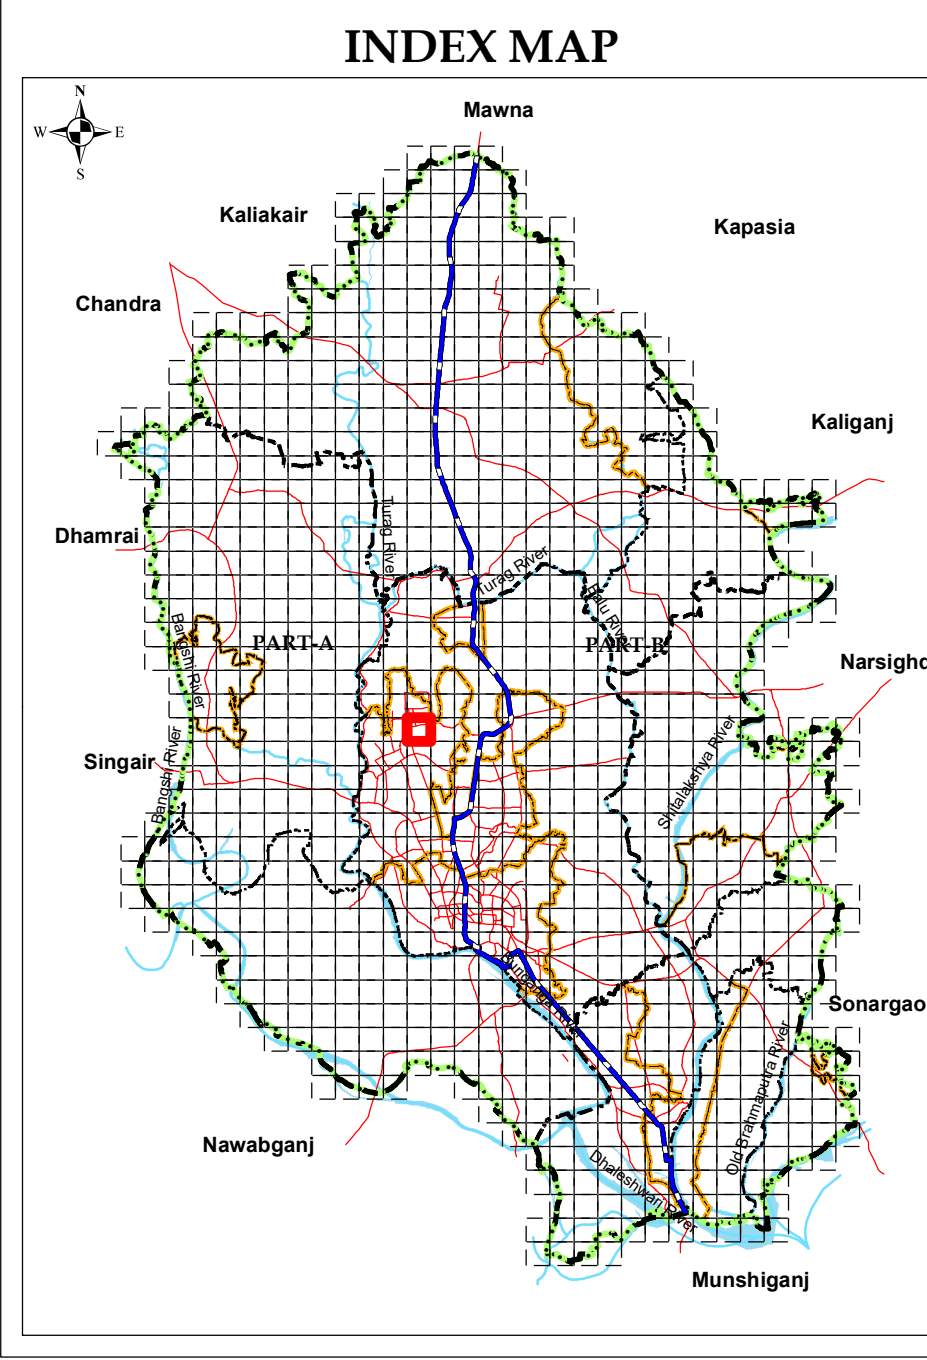 INDEX MAP
N
W E
S
Mawna
Kaliakair
Kapasia
Chandra
Kaliganj
Dhamrai
Turag River
Turag River
Balu River
Bangshi River
PART-A
PART-B
Narsighd
Singair
Bangshi River
Shitalakshya River
Buriganga River
Sonargao
Old Brahmaputra River
Nawabganj
Dhaleshwari River
Munshiganj